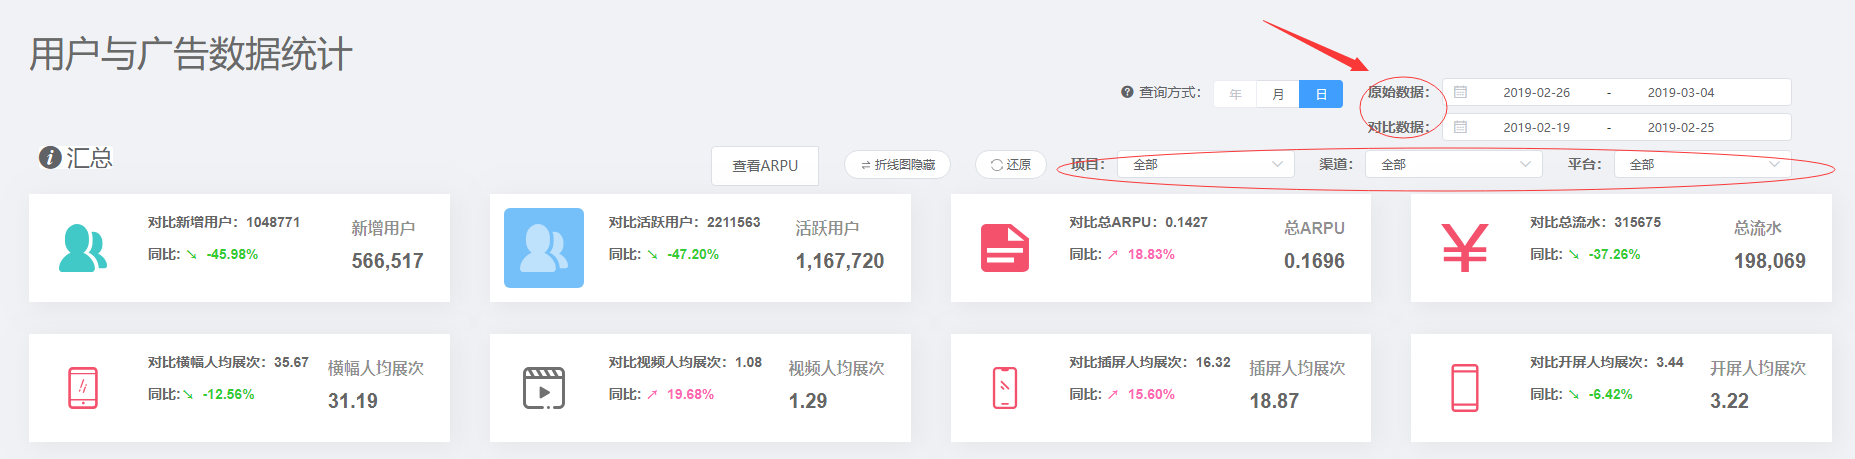 用户与广告数据统计
查询方式： 年 月 日 原始数据： 2019-02-26 - 2019-03-04
对比数据： 2019-02-19 - 2019-02-25
汇总 查看ARPU 折线图隐藏 还原 项目： 全部 渠道： 全部 平台： 全部
对比新增用户：1048771 新增用户
同比: -45.98% 566,517
对比活跃用户：2211563 活跃用户
同比: -47.20% 1,167,720
对比总ARPU：0.1427 总ARPU
同比: 18.83% 0.1696
对比总流水：315675 总流水
同比: -37.26% 198,069
对比横幅人均展次：35.67 横幅人均展次
同比: -12.56% 31.19
对比视频人均展次：1.08 视频人均展次
同比: 19.68% 1.29
对比插屏人均展次：16.32 插屏人均展次
同比: 15.60% 18.87
对比开屏人均展次：3.44 开屏人均展次
同比: -6.42% 3.22